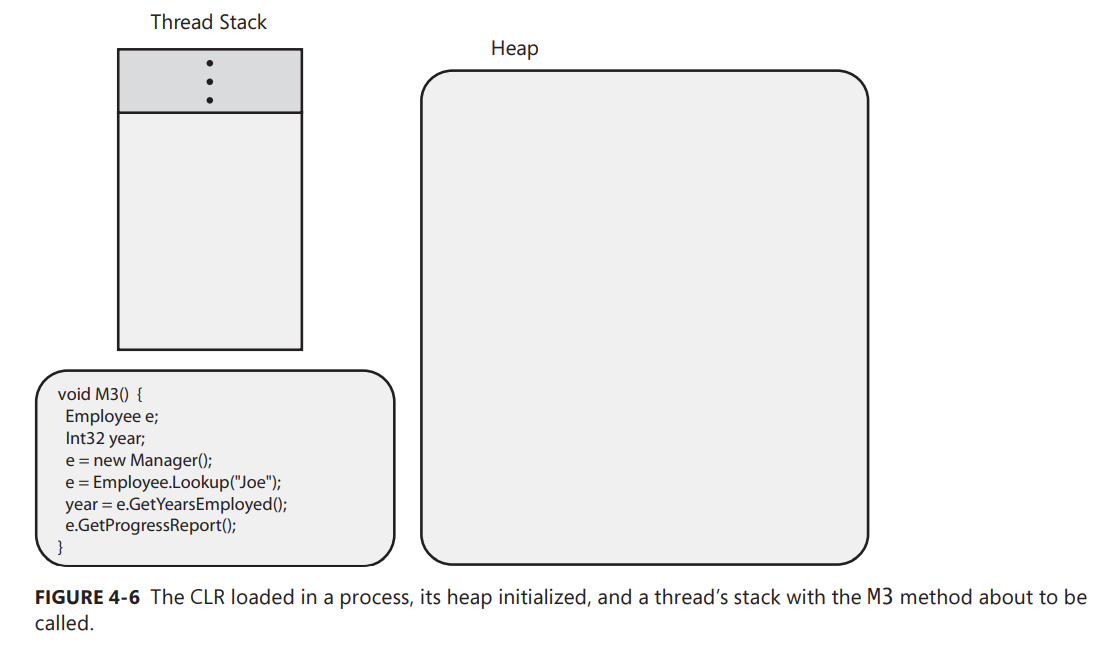 Thread Stack
Heap
void M3() {
Employee e;
Int32 year;
e = new Manager();
e = Employee.Lookup("Joe");
year = e.GetYearsEmployed();
e.GetProgressReport();
}
FIGURE 4-6 The CLR loaded in a process, its heap initialized, and a thread’s stack with the M3 method about to be
called.